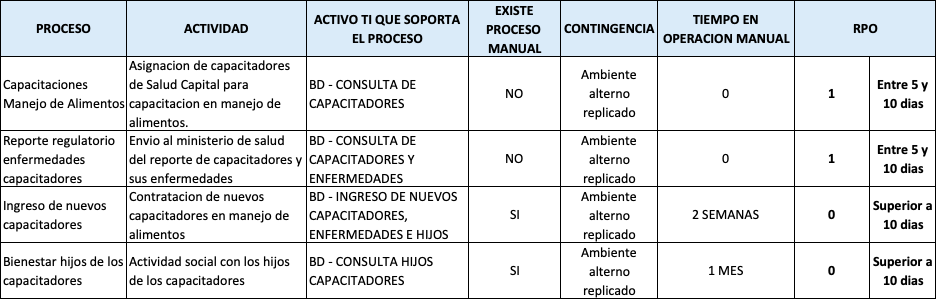 PROCESO
ACTIVIDAD
ACTIVO TI QUE SOPORTA
EL PROCESO
EXISTE
PROCESO
MANUAL
CONTINGENCIA
TIEMPO EN
OPERACION MANUAL
RPO
Capacitaciones
Manejo de Alimentos
Asignacion de capacitadores
de Salud Capital para
capacitacion en manejo de
alimentos.
BD - CONSULTA DE
CAPACITADORES
NO
Ambiente
alterno
replicado
0
1
Entre 5 y
10 dias
Reporte regulatorio
enfermedades
capacitadores
Envio al ministerio de salud
del reporte de capacitadores y
sus enfermedades
BD - CONSULTA DE
CAPACITADORES Y
ENFERMEDADES
NO
Ambiente
alterno
replicado
0
1
Entre 5 y
10 dias
Ingreso de nuevos
capacitadores
Contratacion de nuevos
capacitadores en manejo de
alimentos
BD - INGRESO DE NUEVOS
CAPACITADORES,
ENFERMEDADES E HIJOS
SI
Ambiente
alterno
replicado
2 SEMANAS
0
Superior a
10 dias
Bienestar hijos de los
capacitadores
Actividad social con los hijos
de los capacitadores
BD - CONSULTA HIJOS
CAPACITADORES
SI
Ambiente
alterno
replicado
1 MES
0
Superior a
10 dias